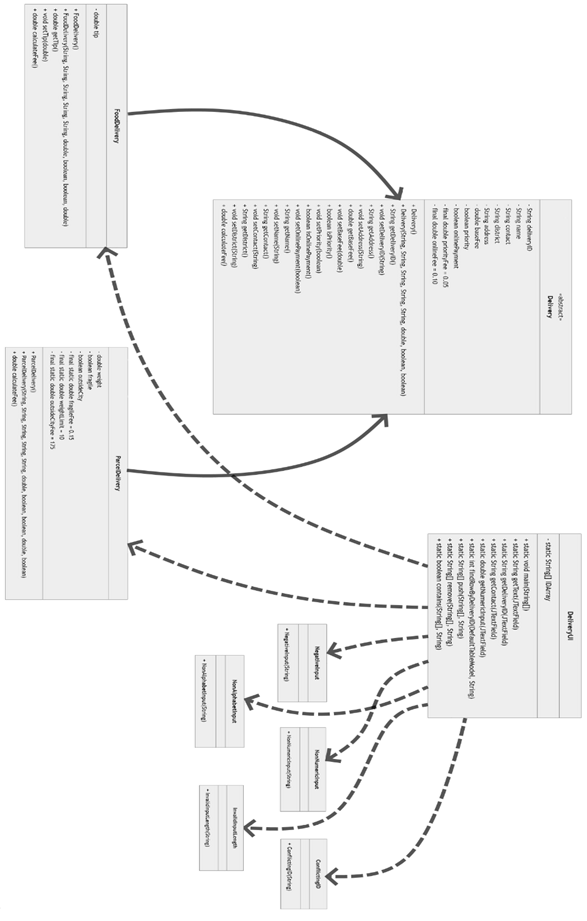 «abstract»
Delivery
- String deliveryID
- String name
- String contact
- String district
- String address
- double baseFee
- boolean priority
- boolean onlinePayment
- final double priorityFee = 0.05
- final double onlineFee = 0.10
+ Delivery()
+ Delivery(String, String, String, String, String, double, boolean, boolean)
+ String getDeliveryID()
+ void setDeliveryID(String)
+ String getAddress()
+ void setAddress(String)
+ double getBaseFee()
+ void setBaseFee(double)
+ boolean isPriority()
+ void setPriority(boolean)
+ boolean isOnlinePayment()
+ void setOnlinePayment(boolean)
+ String getName()
+ void setName(String)
+ String getContact()
+ void setContact(String)
+ String getDistrict()
+ void setDistrict(String)
+ double calculateFee()
FoodDelivery
- double tip
+ FoodDelivery()
+ FoodDelivery(String, String, String, String, String, double, boolean, boolean, double)
+ double getTip()
+ void setTip(double)
+ double calculateFee()
ParcelDelivery
- double weight
- boolean fragile
- boolean outsideCity
- final static double fragileFee = 0.15
- final static double weightLimit = 10
- final static double outsideCityFee = 175
+ ParcelDelivery()
+ ParcelDelivery(String, String, String, String, String, double, boolean, boolean, double, boolean)
+ double calculateFee()
DeliveryUI
- static String[] IDArray
+ static void main(String[])
+ static String getText(JTextField)
+ static String getDeliveryID(JTextField)
+ static String getContact(JTextField)
+ static double getNumericInput(JTextField)
+ static int findRowByDeliveryID(DefaultTableModel, String)
+ static String[] push(String[], String)
+ static String[] remove(String[], String)
+ static boolean contains(String[], String)
NegativeInput
+ NegativeInput(String)
NonAlphabetInput
+ NonAlphabetInput(String)
NonNumericInput
+ NonNumericInput(String)
InvalidInputLength
+ InvalidInputLength(String)
ConflictingID
+ ConflictingID(String)